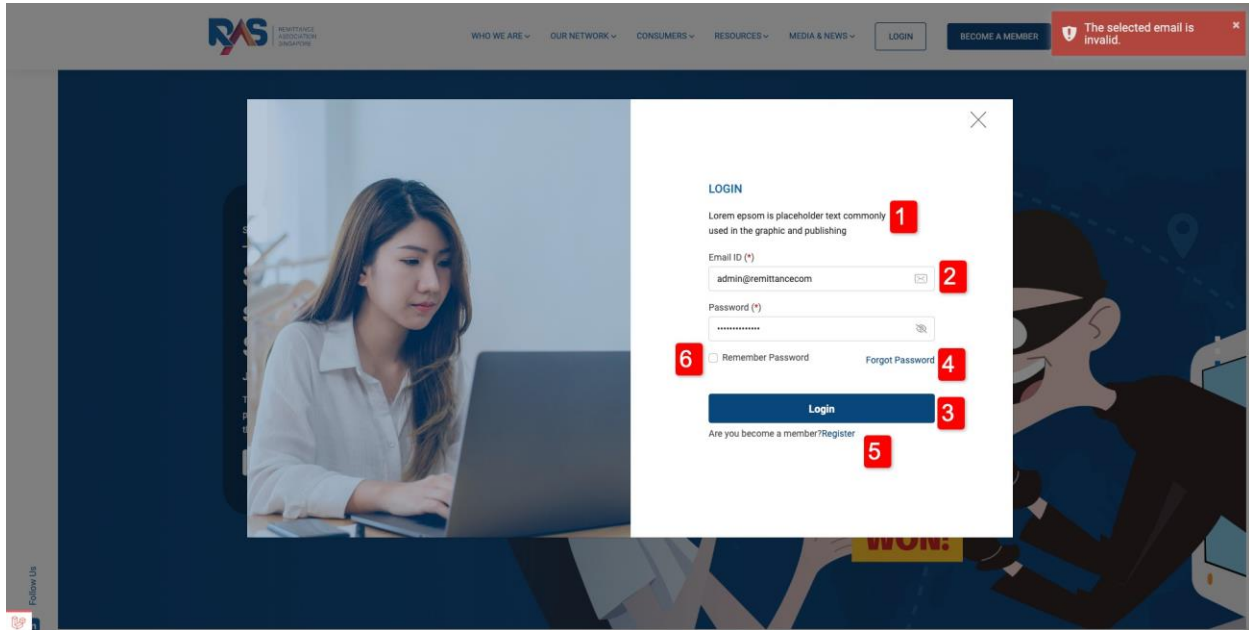 RAS
REMITTANCE
ASSOCIATION
SINGAPORE
WHO WE ARE
OUR NETWORK
CONSUMERS
RESOURCES
MEDIA & NEWS
LOGIN
BECOME A MEMBER
The selected email is
invalid.
LOGIN
Lorem epsom is placeholder text commonly
used in the graphic and publishing
1
Email ID (*)
admin@remittancecom
2
Password (*)
6
Remember Password
Forgot Password
4
Login
3
Are you become a member?Register
5
WON!
Follow Us